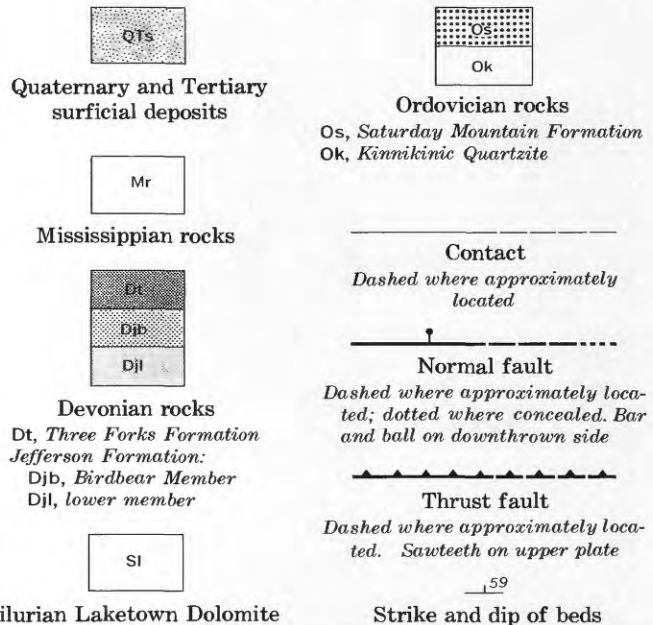 QTs
Quaternary and Tertiary
surficial deposits
Mr
Mississippian rocks
Dt
Djb
Djl
Devonian rocks
Dt, Three Forks Formation
Jefferson Formation:
Djb, Birdbear Member
Djl, lower member
Sl
ilurian Laketown Dolomite
Os
Ok
Ordovician rocks
Os, Saturday Mountain Formation
Ok, Kinnikinic Quartzite
Contact
Dashed where approximately
located
Normal fault
Dashed where approximately loca-
ted; dotted where concealed. Bar
and ball on downthrown side
Thrust fault
Dashed where approximately loca-
ted. Sawteeth on upper plate
59
Strike and dip of beds